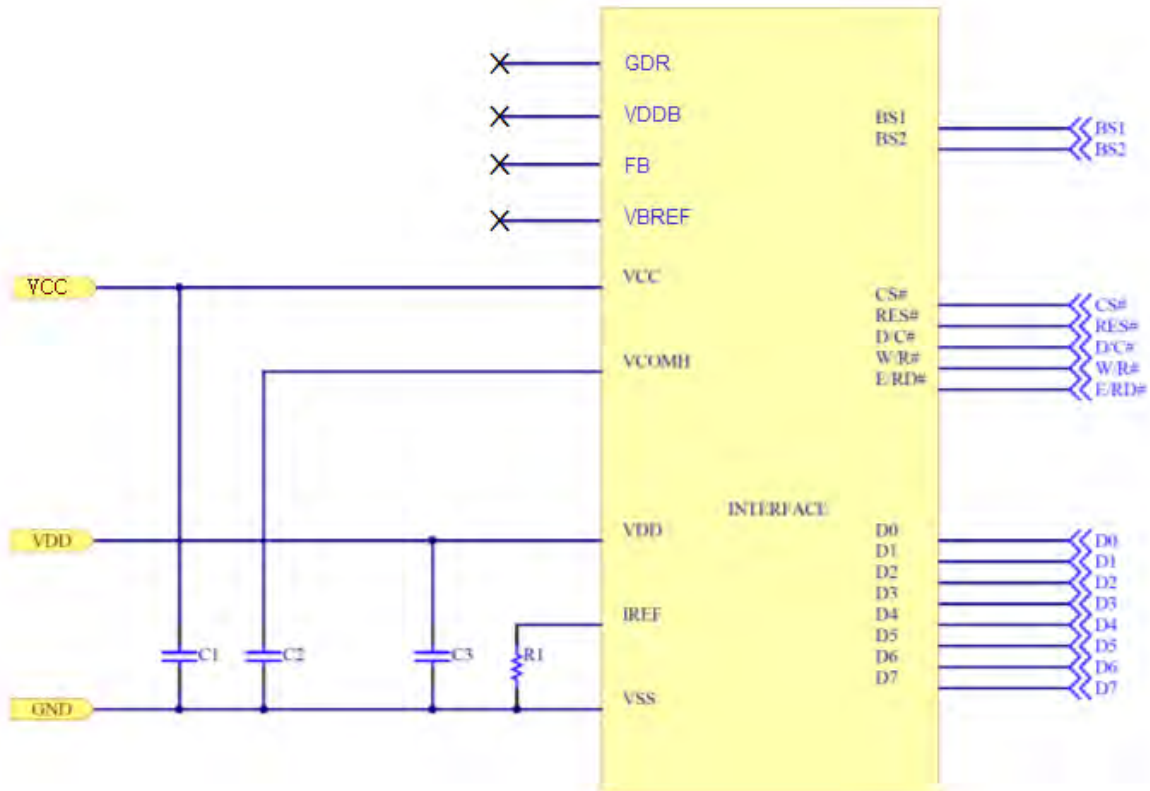 GDR
VDDB
FB
VBREF
VCC
VCC
VCOMH
VDD
VDD
IREF
C1
C2
C3
R1
GND
VSS
INTERFACE
BS1
BS2
CS#
RES#
D/C#
W/R#
E/RD#
D0
D1
D2
D3
D4
D5
D6
D7
BS1
BS2
CS#
RES#
D/C#
W/R#
E/RD#
D0
D1
D2
D3
D4
D5
D6
D7